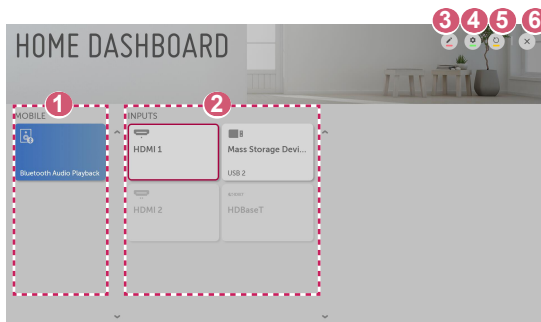 3 4 5 6
HOME DASHBOARD
1 2
MOBILE INPUTS
HDMI 1 Mass Storage Devi...
Bluetooth Audio Playback USB 2
HDMI 2 HDBaseT